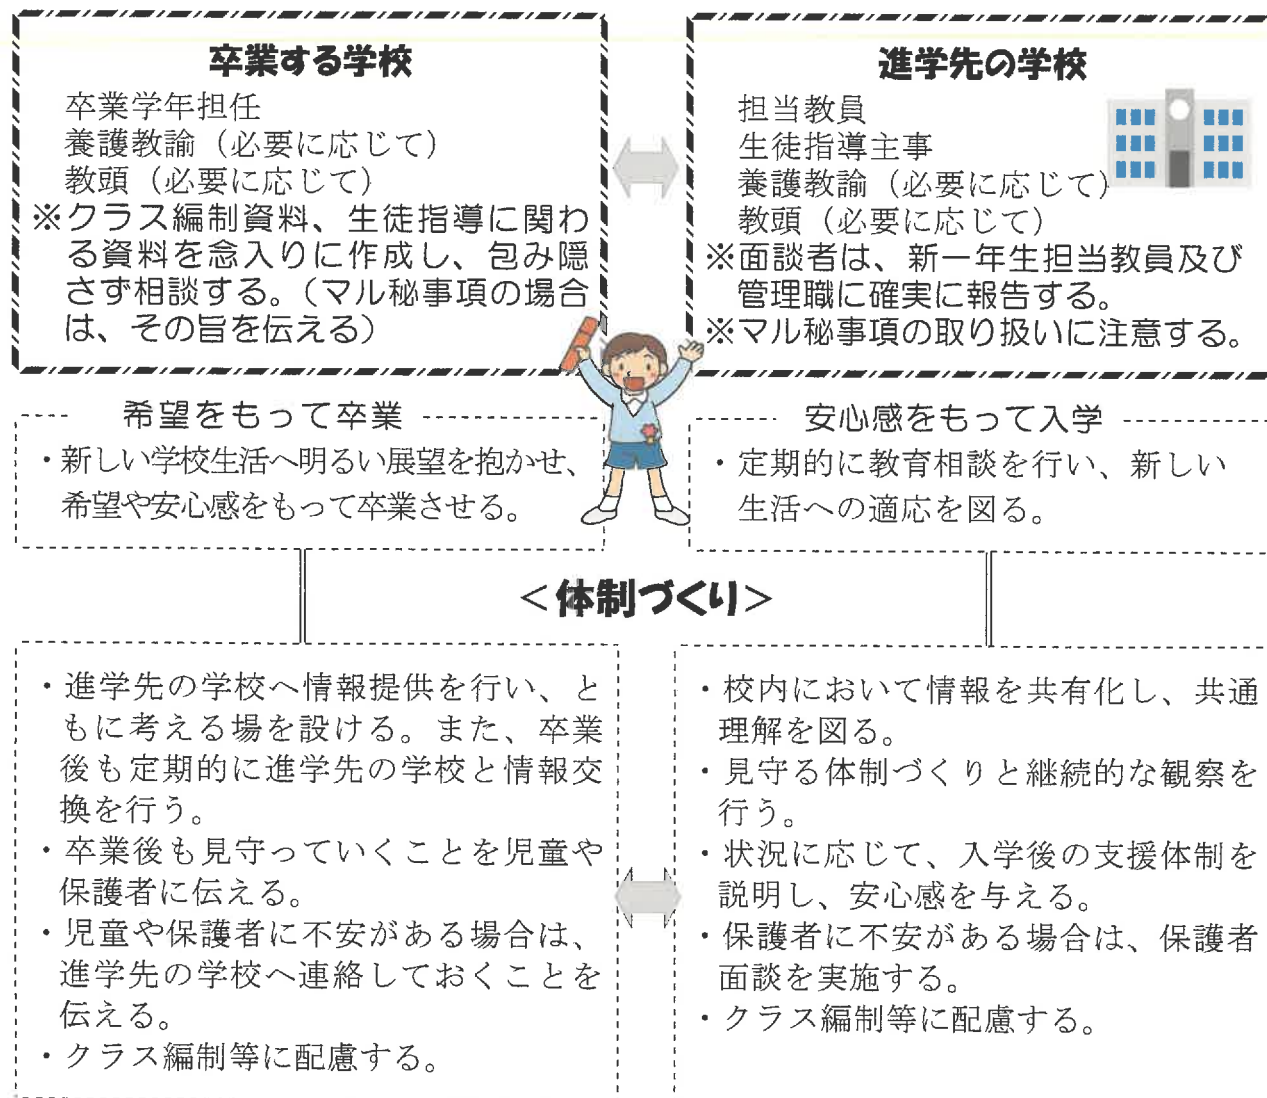 卒業する学校
卒業学年担任
養護教諭（必要に応じて）
教頭（必要に応じて）
※クラス編制資料、生徒指導に関わ
る資料を念入りに作成し、包み隠
さず相談する。（マル秘事項の場合
は、その旨を伝える）
進学先の学校
担当教員
生徒指導主事
養護教諭（必要に応じて）
教頭（必要に応じて）
※面談者は、新一年生担当教員及び
管理職に確実に報告する。
※マル秘事項の取り扱いに注意する。
希望をもって卒業
・新しい学校生活へ明るい展望を抱かせ、
希望や安心感をもって卒業させる。
安心感をもって入学
・定期的に教育相談を行い、新しい
生活への適応を図る。
＜体制づくり＞
・進学先の学校へ情報提供を行い、と
もに考える場を設ける。また、卒業
後も定期的に進学先の学校と情報交
換を行う。
・卒業後も見守っていくことを児童や
保護者に伝える。
・児童や保護者に不安がある場合は、
進学先の学校へ連絡しておくことを
伝える。
・クラス編制等に配慮する。
・校内において情報を共有化し、共通
理解を図る。
・見守る体制づくりと継続的な観察を
行う。
・状況に応じて、入学後の支援体制を
説明し、安心感を与える。
・保護者に不安がある場合は、保護者
面談を実施する。
・クラス編制等に配慮する。